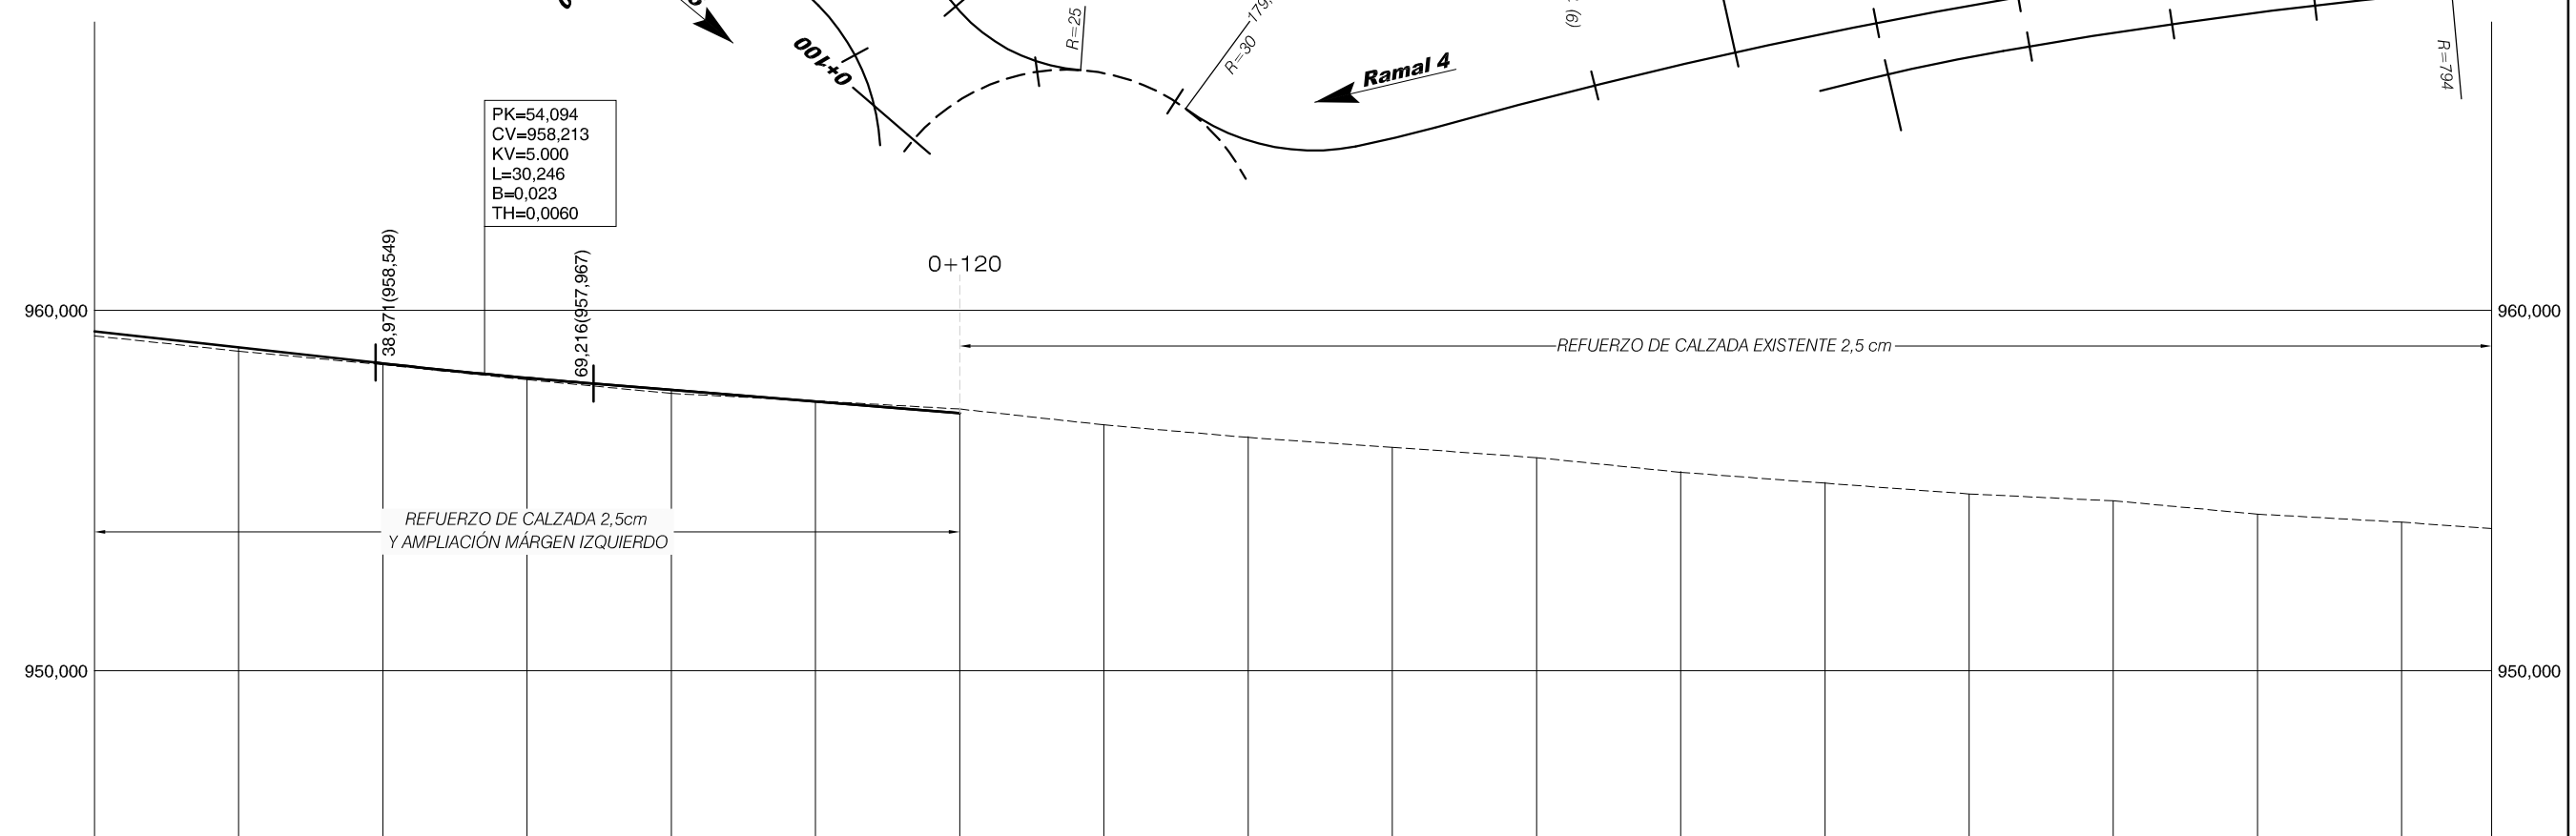 R=25
179,
R=30
Ramal 4
(6)
R=794
0+100
PK=54,094
CV=958,213
KV=5.000
L=30,246
B=0,023
TH=0,0060
38,971(958,549)
69,216(957,967)
0+120
960,000
960,000
REFUERZO DE CALZADA EXISTENTE 2,5 cm
REFUERZO DE CALZADA 2,5cm
Y AMPLIACIÓN MÁRGEN IZQUIERDO
950,000
950,000